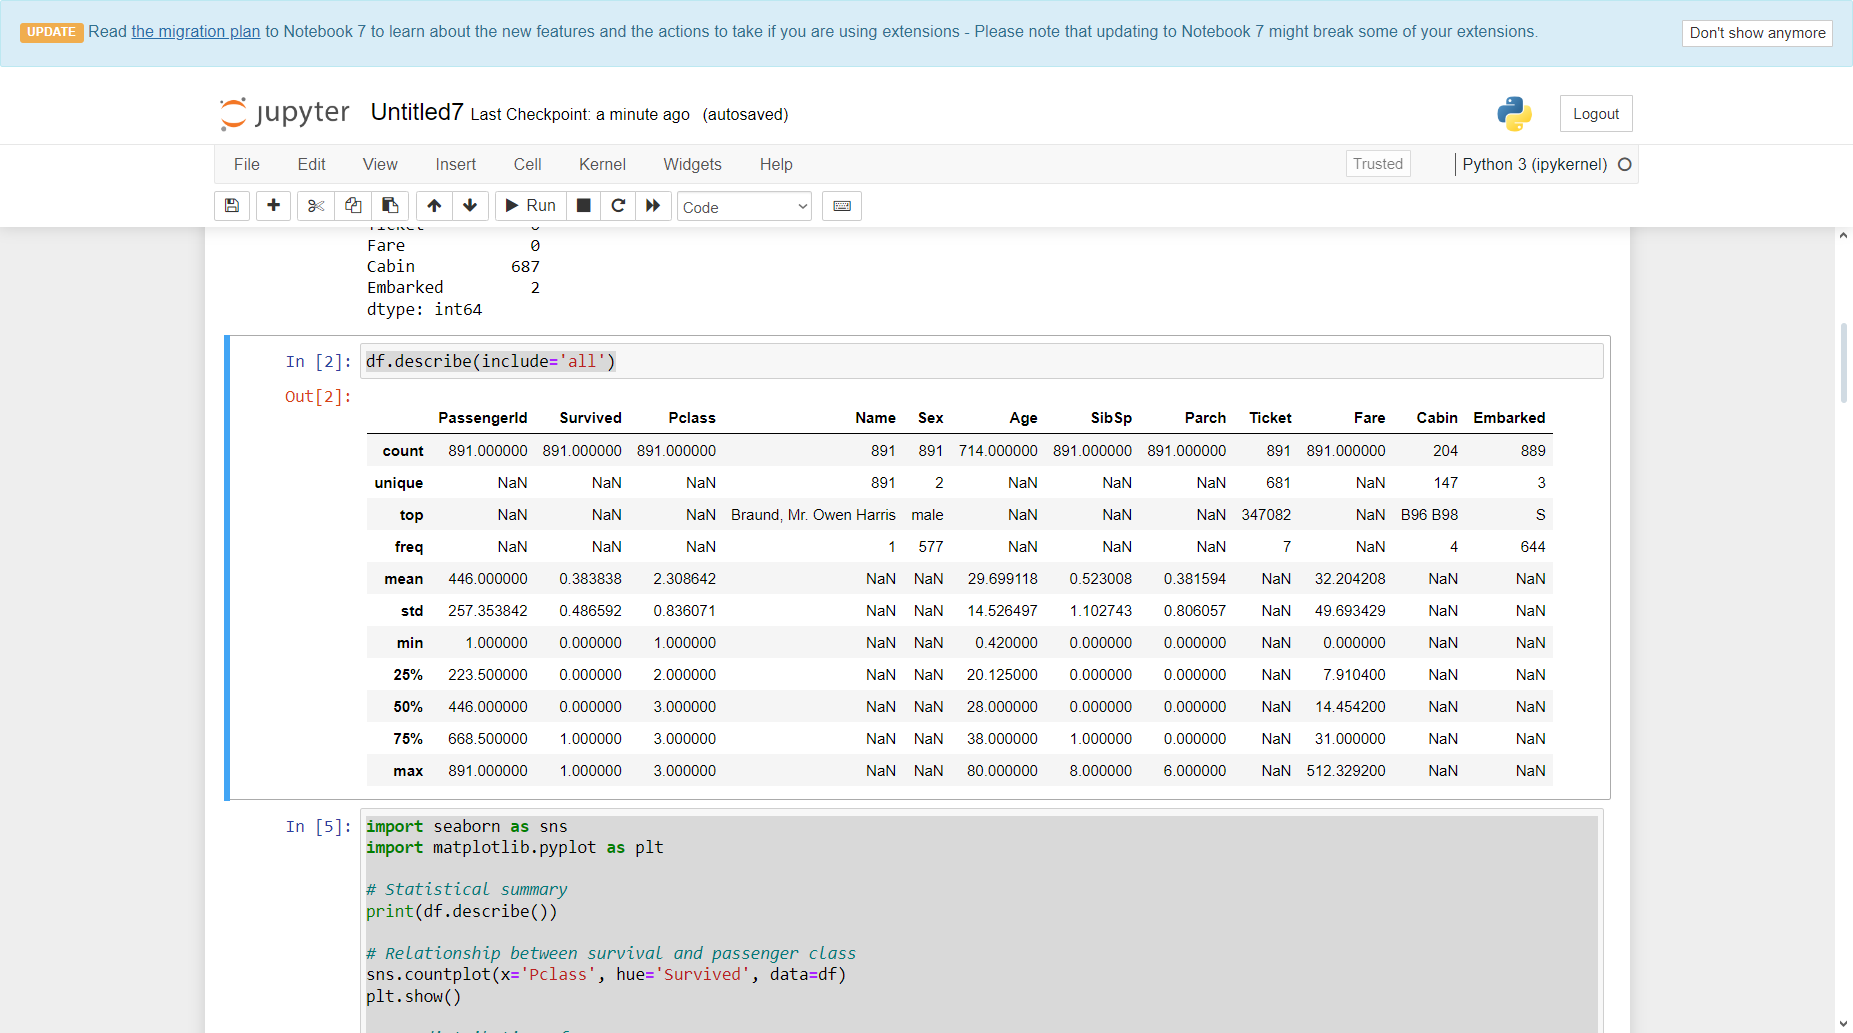 UPDATE Read the migration plan to Notebook 7 to learn about the new features and the actions to take if you are using extensions - Please note that updating to Notebook 7 might break some of your extensions. Don't show anymore
jupyter Untitled7 Last Checkpoint: a minute ago (autosaved) Logout
File Edit View Insert Cell Kernel Widgets Help Trusted Python 3 (ipykernel)
Run Code
Fare 0
Cabin 687
Embarked 2
dtype: int64
In [2]: df.describe(include='all')
Out[2]:
PassengerId Survived Pclass Name Sex Age SibSp Parch Ticket Fare Cabin Embarked
count 891.000000 891.000000 891.000000 891 891 714.000000 891.000000 891.000000 891 891.000000 204 889
unique NaN NaN NaN 891 2 NaN NaN NaN 681 NaN 147 3
top NaN NaN NaN Braund, Mr. Owen Harris male NaN NaN NaN 347082 NaN B96 B98 S
freq NaN NaN NaN 1 577 NaN NaN NaN 7 NaN 4 644
mean 446.000000 0.383838 2.308642 NaN NaN 29.699118 0.523008 0.381594 NaN 32.204208 NaN NaN
std 257.353842 0.486592 0.836071 NaN NaN 14.526497 1.102743 0.806057 NaN 49.693429 NaN NaN
min 1.000000 0.000000 1.000000 NaN NaN 0.420000 0.000000 0.000000 NaN 0.000000 NaN NaN
25% 223.500000 0.000000 2.000000 NaN NaN 20.125000 0.000000 0.000000 NaN 7.910400 NaN NaN
50% 446.000000 0.000000 3.000000 NaN NaN 28.000000 0.000000 0.000000 NaN 14.454200 NaN NaN
75% 668.500000 1.000000 3.000000 NaN NaN 38.000000 1.000000 0.000000 NaN 31.000000 NaN NaN
max 891.000000 1.000000 3.000000 NaN NaN 80.000000 8.000000 6.000000 NaN 512.329200 NaN NaN
In [5]: import seaborn as sns
import matplotlib.pyplot as plt
# Statistical summary
print(df.describe())
# Relationship between survival and passenger class
sns.countplot(x='Pclass', hue='Survived', data=df)
plt.show()